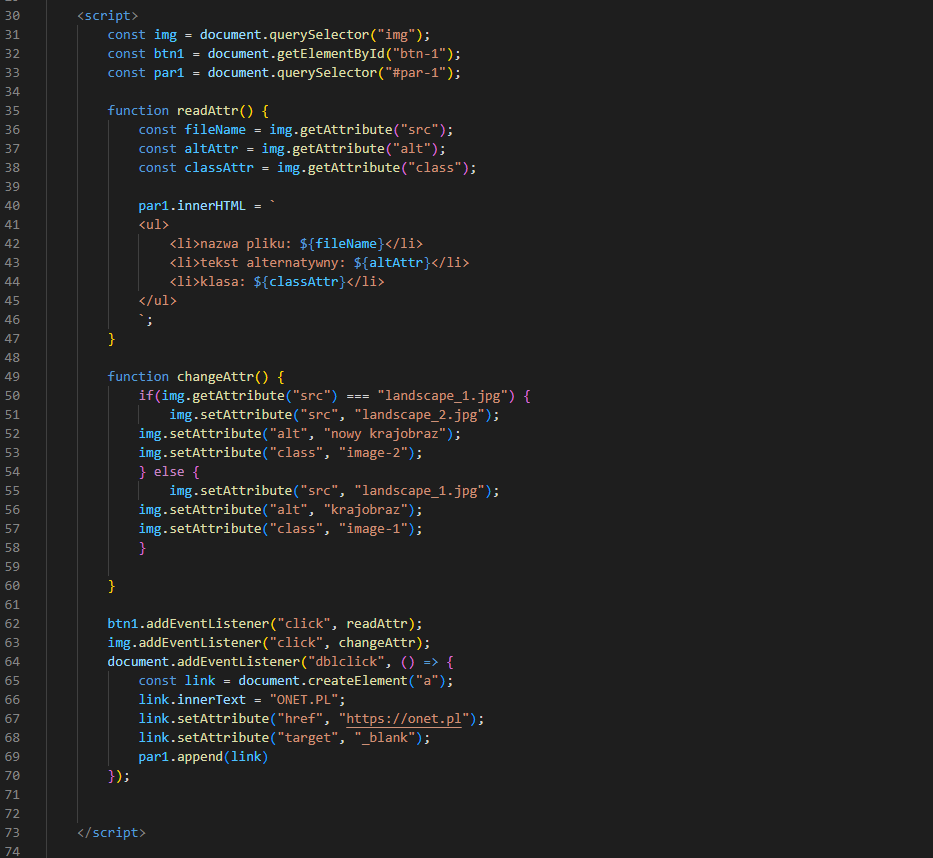 30 <script>
31 const img = document.querySelector("img");
32 const btn1 = document.getElementById("btn-1");
33 const par1 = document.querySelector("#par-1");
34
35 function readAttr() {
36 const fileName = img.getAttribute("src");
37 const altAttr = img.getAttribute("alt");
38 const classAttr = img.getAttribute("class");
39
40 par1.innerHTML = `
41 <ul>
42 <li>nazwa pliku: ${fileName}</li>
43 <li>tekst alternatywny: ${altAttr}</li>
44 <li>klasa: ${classAttr}</li>
45 </ul>
46 `;
47 }
48
49 function changeAttr() {
50 if(img.getAttribute("src") === "landscape_1.jpg") {
51 img.setAttribute("src", "landscape_2.jpg");
52 img.setAttribute("alt", "nowy krajobraz");
53 img.setAttribute("class", "image-2");
54 } else {
55 img.setAttribute("src", "landscape_1.jpg");
56 img.setAttribute("alt", "krajobraz");
57 img.setAttribute("class", "image-1");
58 }
59
60 }
61
62 btn1.addEventListener("click", readAttr);
63 img.addEventListener("click", changeAttr);
64 document.addEventListener("dblclick", () => {
65 const link = document.createElement("a");
66 link.innerText = "ONET.PL";
67 link.setAttribute("href", "https://onet.pl");
68 link.setAttribute("target", "_blank");
69 par1.append(link)
70 });
71
72
73 </script>
74